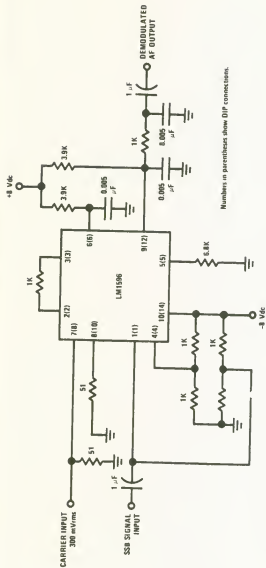 +8 Vdc
1K
3.9K
3.9K
CARRIER INPUT
300 mVrms
51
51
2(2)
3(3)
7(8)
8(10)
LM1596
6(6)
0.005
μF
9(12)
1K
1 μF
DEMODULATED
AF OUTPUT
0.005
μF
0.005
μF
SSB SIGNAL
INPUT
1 μF
1(1)
4(4)
10(14)
5(5)
6.8K
1K
1K
1K
1K
-8 Vdc
Numbers in parentheses show DIP connections.